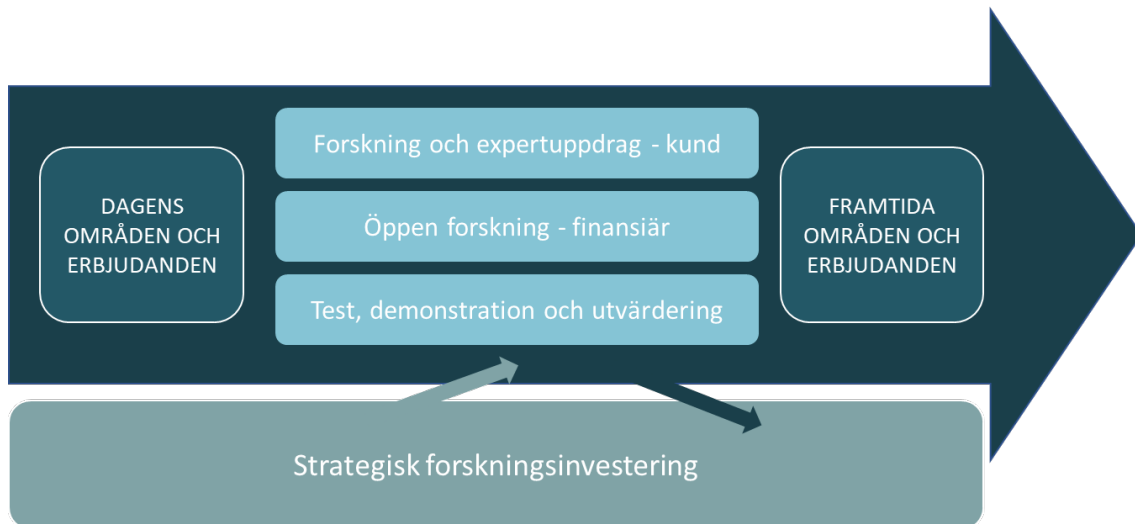 DAGENS
OMRÅDEN OCH
ERBJUDANDEN
Forskning och expertuppdrag - kund
Öppen forskning - finansiär
Test, demonstration och utvärdering
FRAMTIDA
OMRÅDEN OCH
ERBJUDANDEN
Strategisk forskningsinvestering